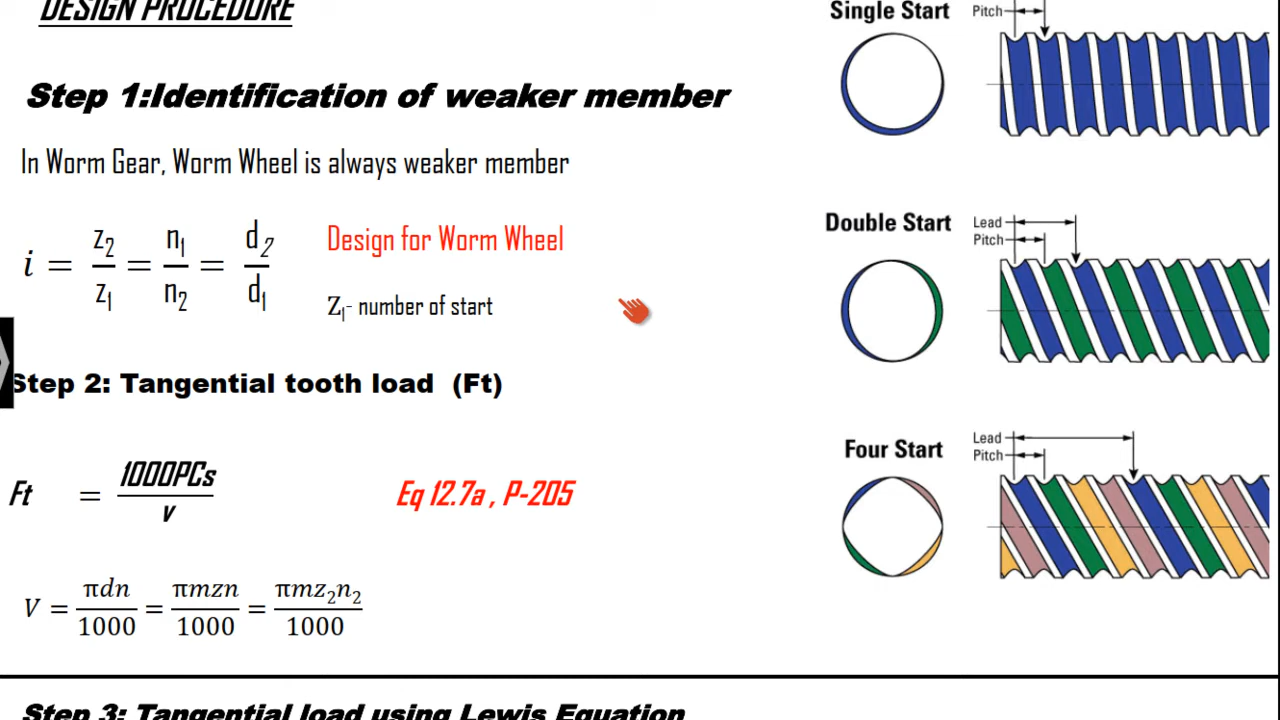 DESIGN PROCEDURE
Step 1:Identification of weaker member
In Worm Gear, Worm Wheel is always weaker member
i = z₂/z₁ = n₁/n₂ = d₂/d₁
Design for Worm Wheel
Z₁- number of start
Step 2: Tangential tooth load (Ft)
Ft = 1000PCs/v
Eq 12.7a , P-205
V = πdn/1000 = πmzn/1000 = πmz₂n₂/1000
Step 3: Tangential load using Lewis Equation
Single Start
Pitch
Double Start
Lead
Pitch
Four Start
Lead
Pitch